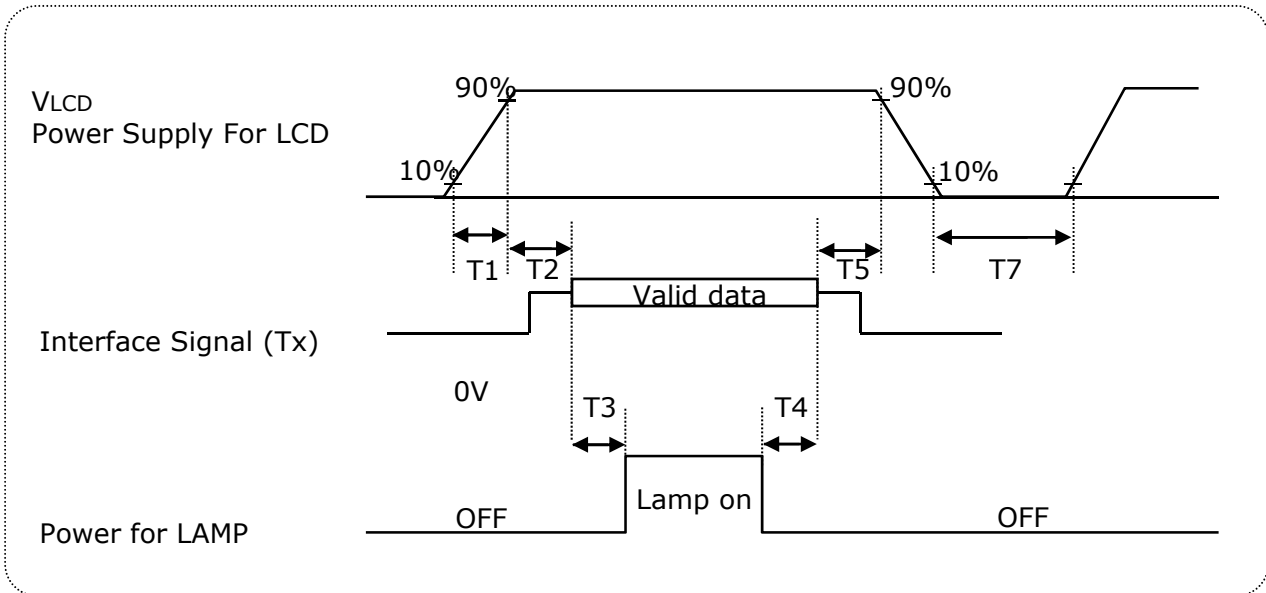 90%
90%
VLCD
Power Supply For LCD
10%
10%
T1
T2
T5
T7
Valid data
Interface Signal (Tx)
0V
T3
T4
Lamp on
OFF
OFF
Power for LAMP